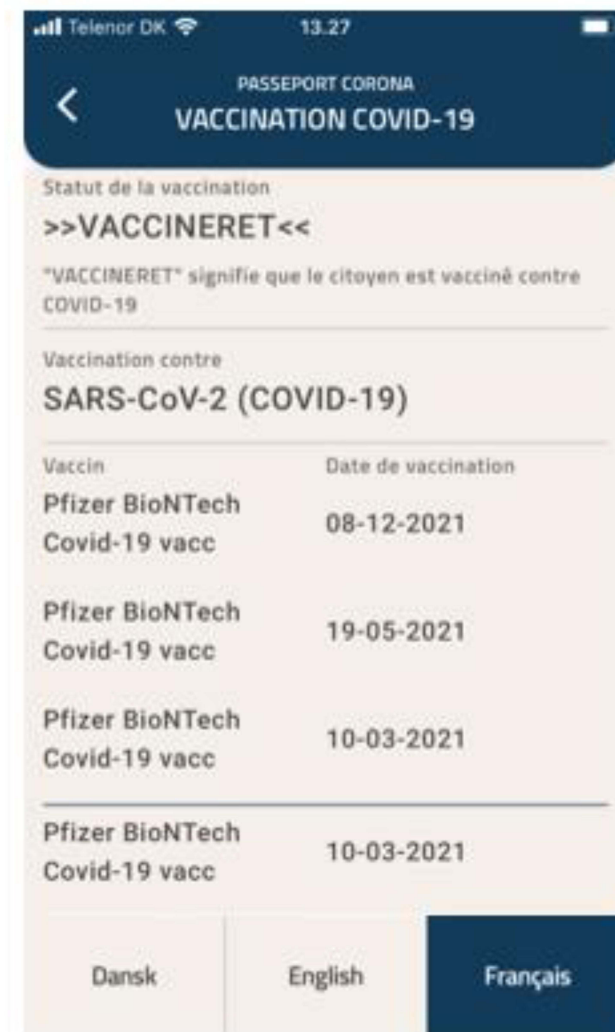 Telenor DK 13.27
PASSEPORT CORONA
VACCINATION COVID-19
Statut de la vaccination
>>VACCINERET<<
"VACCINERET" signifie que le citoyen est vacciné contre
COVID-19
Vaccination contre
SARS-CoV-2 (COVID-19)
Vaccin Date de vaccination
Pfizer BioNTech
Covid-19 vacc 08-12-2021
Pfizer BioNTech
Covid-19 vacc 19-05-2021
Pfizer BioNTech
Covid-19 vacc 10-03-2021
Pfizer BioNTech
Covid-19 vacc 10-03-2021
Dansk English Français